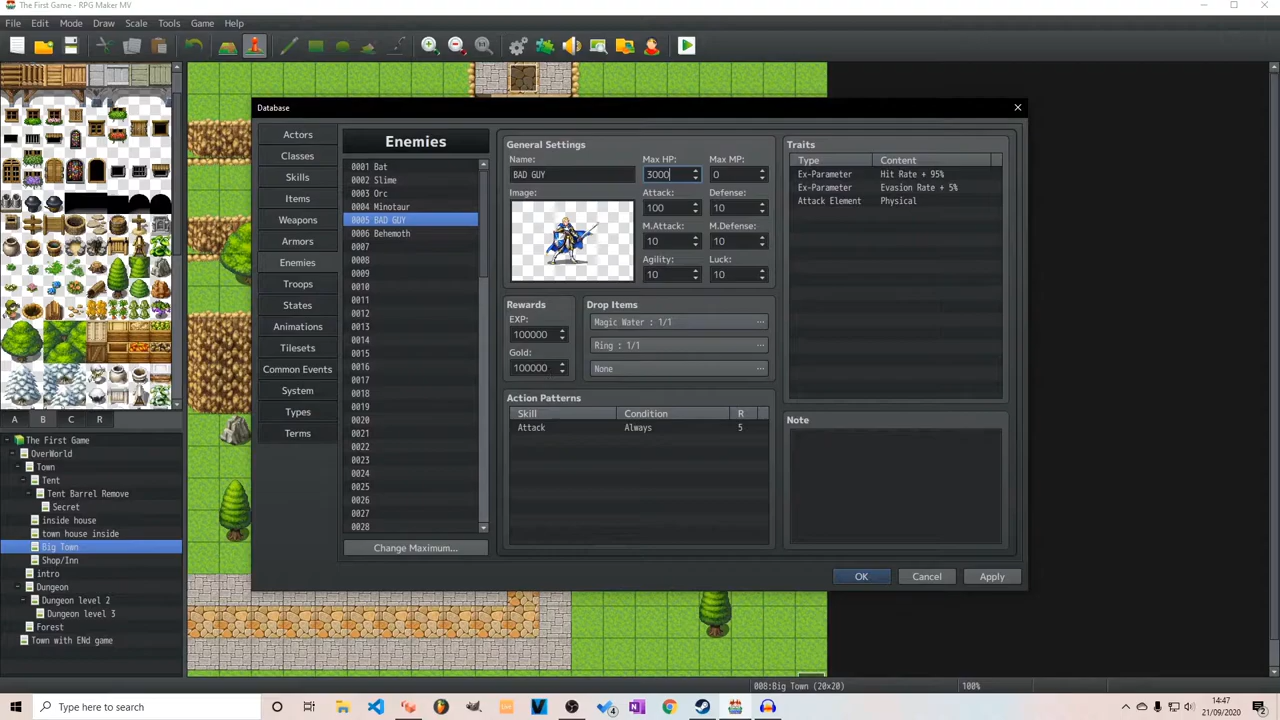 The First Game - RPG Maker MV
File Edit Mode Draw Scale Tools Game Help
Database
Actors
Classes
Skills
Items
Weapons
Armors
Enemies
Troops
States
Animations
Tilesets
Common Events
System
Types
Terms
Enemies
0001 Bat
0002 Slime
0003 Orc
0004 Minotaur
0005 BAD GUY
0006 Behemoth
0007
0008
0009
0010
0011
0012
0013
0014
0015
0016
0017
0018
0019
0020
0021
0022
0023
0024
0025
0026
0027
0028
Change Maximum...
General Settings
Name: Max HP: Max MP:
BAD GUY 3000 0
Image: Attack: Defense:
100 10
M.Attack: M.Defense:
10 10
Agility: Luck:
10 10
Rewards
EXP:
100000
Gold:
100000
Drop Items
Magic Water : 1/1 ...
Ring : 1/1 ...
None ...
Action Patterns
Skill Condition R
Attack Always 5
Traits
Type Content
Ex-Parameter Hit Rate + 95%
Ex-Parameter Evasion Rate + 5%
Attack Element Physical
Note
OK Cancel Apply
A B C R
The First Game
OverWorld
Town
Tent
Tent Barrel Remove
Secret
inside house
town house inside
Big Town
Shop/Inn
intro
Dungeon
Dungeon level 2
Dungeon level 3
Forest
Town with ENd game
008:Big Town (20x20) 100%
Type here to search
14:47
21/09/2020